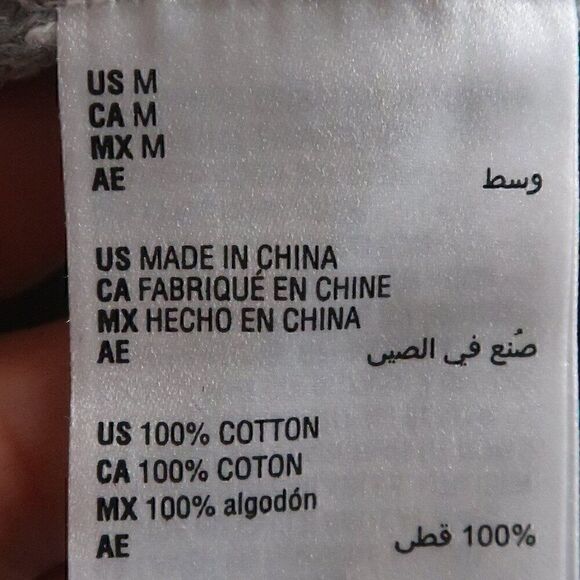 US M
CA M
MX M
AE وسط
US MADE IN CHINA
CA FABRIQUÉ EN CHINE
MX HECHO EN CHINA
AE صُنع في الصين
US 100% COTTON
CA 100% COTON
MX 100% algodón
AE 100% قطن